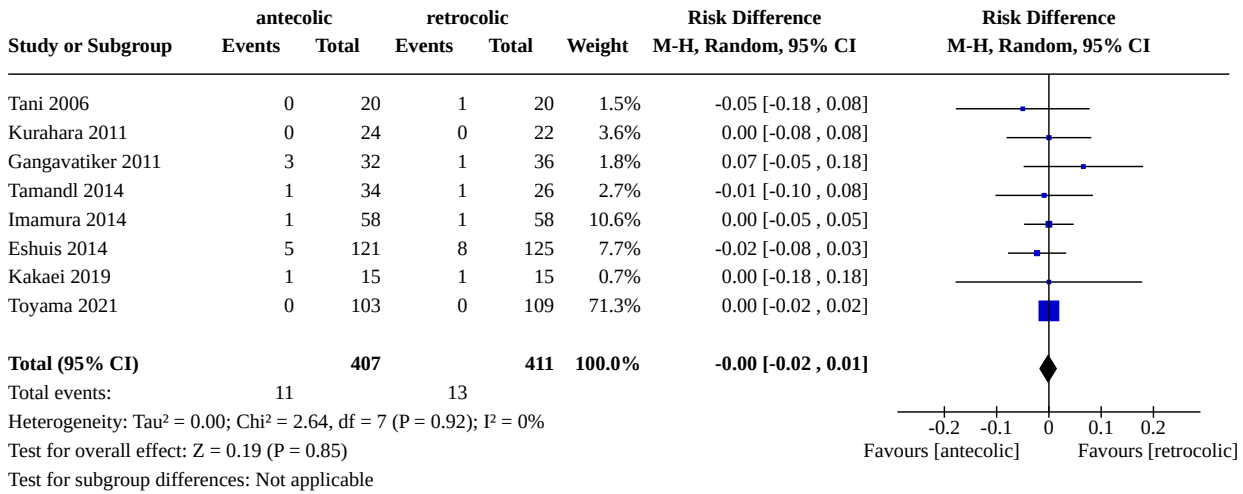 antecolic retrocolic Risk Difference Risk Difference
Study or Subgroup Events Total Events Total Weight M-H, Random, 95% CI M-H, Random, 95% CI
Tani 2006 0 20 1 20 1.5% -0.05 [-0.18 , 0.08]
Kurahara 2011 0 24 0 22 3.6% 0.00 [-0.08 , 0.08]
Gangavatiker 2011 3 32 1 36 1.8% 0.07 [-0.05 , 0.18]
Tamandl 2014 1 34 1 26 2.7% -0.01 [-0.10 , 0.08]
Imamura 2014 1 58 1 58 10.6% 0.00 [-0.05 , 0.05]
Eshuis 2014 5 121 8 125 7.7% -0.02 [-0.08 , 0.03]
Kakaei 2019 1 15 1 15 0.7% 0.00 [-0.18 , 0.18]
Toyama 2021 0 103 0 109 71.3% 0.00 [-0.02 , 0.02]
Total (95% CI) 407 411 100.0% -0.00 [-0.02 , 0.01]
Total events: 11 13
Heterogeneity: Tau² = 0.00; Chi² = 2.64, df = 7 (P = 0.92); I² = 0%
Test for overall effect: Z = 0.19 (P = 0.85)
Test for subgroup differences: Not applicable
-0.2 -0.1 0 0.1 0.2
Favours [antecolic] Favours [retrocolic]